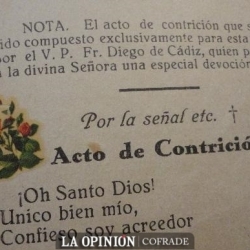 NOTA. El acto de contrición que s
ido compuesto exclusivamente para esta
por el V. P. Fr. Diego de Cádiz, quien p
la divina Señora una especial devoción
Por la señal etc. †
Acto de Contrició
¡Oh Santo Dios!
Unico bien mío,
Confieso soy acreedor
LA OPINION COFRADE